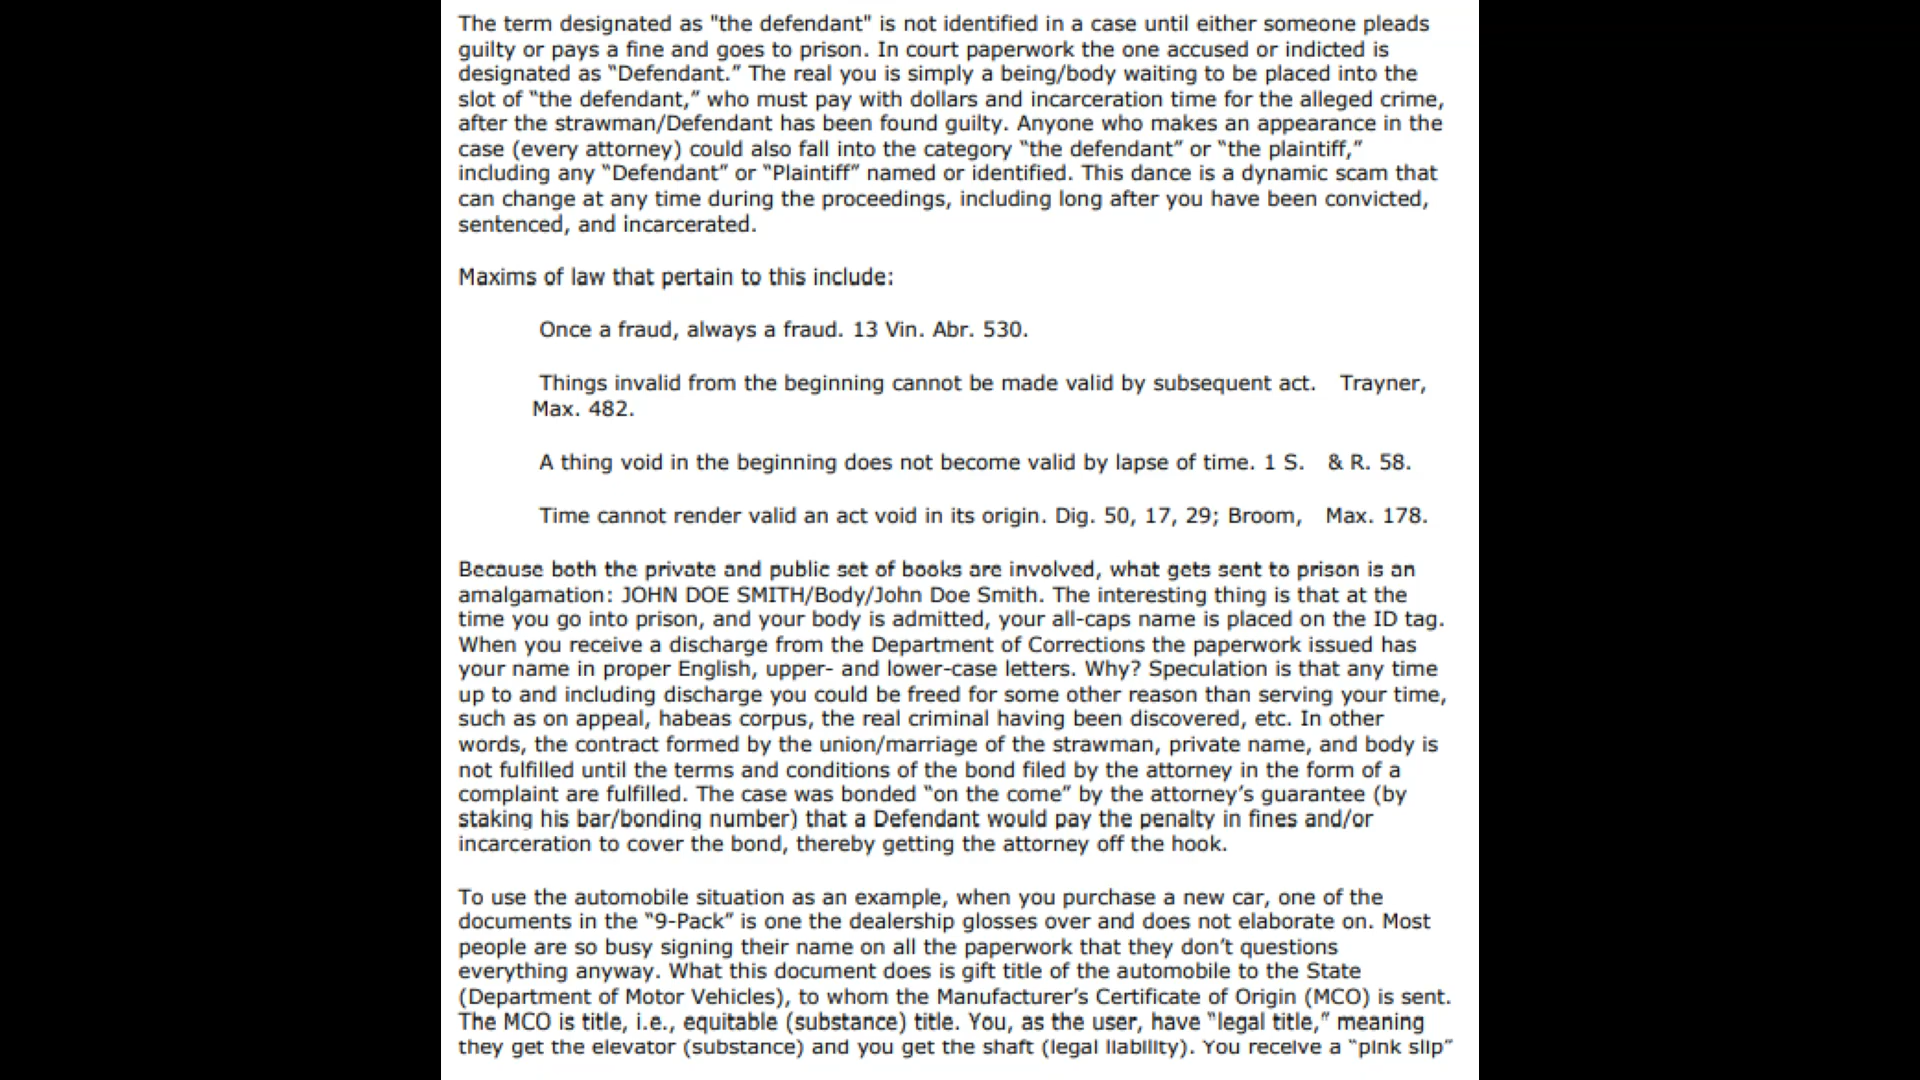 The term designated as "the defendant" is not identified in a case until either someone pleads
guilty or pays a fine and goes to prison. In court paperwork the one accused or indicted is
designated as “Defendant.” The real you is simply a being/body waiting to be placed into the
slot of “the defendant,” who must pay with dollars and incarceration time for the alleged crime,
after the strawman/Defendant has been found guilty. Anyone who makes an appearance in the
case (every attorney) could also fall into the category “the defendant” or “the plaintiff,”
including any “Defendant” or “Plaintiff” named or identified. This dance is a dynamic scam that
can change at any time during the proceedings, including long after you have been convicted,
sentenced, and incarcerated.
Maxims of law that pertain to this include:
Once a fraud, always a fraud. 13 Vin. Abr. 530.
Things invalid from the beginning cannot be made valid by subsequent act. Trayner,
Max. 482.
A thing void in the beginning does not become valid by lapse of time. 1 S. & R. 58.
Time cannot render valid an act void in its origin. Dig. 50, 17, 29; Broom, Max. 178.
Because both the private and public set of books are involved, what gets sent to prison is an
amalgamation: JOHN DOE SMITH/Body/John Doe Smith. The interesting thing is that at the
time you go into prison, and your body is admitted, your all-caps name is placed on the ID tag.
When you receive a discharge from the Department of Corrections the paperwork issued has
your name in proper English, upper- and lower-case letters. Why? Speculation is that any time
up to and including discharge you could be freed for some other reason than serving your time,
such as on appeal, habeas corpus, the real criminal having been discovered, etc. In other
words, the contract formed by the union/marriage of the strawman, private name, and body is
not fulfilled until the terms and conditions of the bond filed by the attorney in the form of a
complaint are fulfilled. The case was bonded “on the come” by the attorney’s guarantee (by
staking his bar/bonding number) that a Defendant would pay the penalty in fines and/or
incarceration to cover the bond, thereby getting the attorney off the hook.
To use the automobile situation as an example, when you purchase a new car, one of the
documents in the “9-Pack” is one the dealership glosses over and does not elaborate on. Most
people are so busy signing their name on all the paperwork that they don’t questions
everything anyway. What this document does is gift title of the automobile to the State
(Department of Motor Vehicles), to whom the Manufacturer’s Certificate of Origin (MCO) is sent.
The MCO is title, i.e., equitable (substance) title. You, as the user, have “legal title,” meaning
they get the elevator (substance) and you get the shaft (legal liability). You receive a “pink slip”